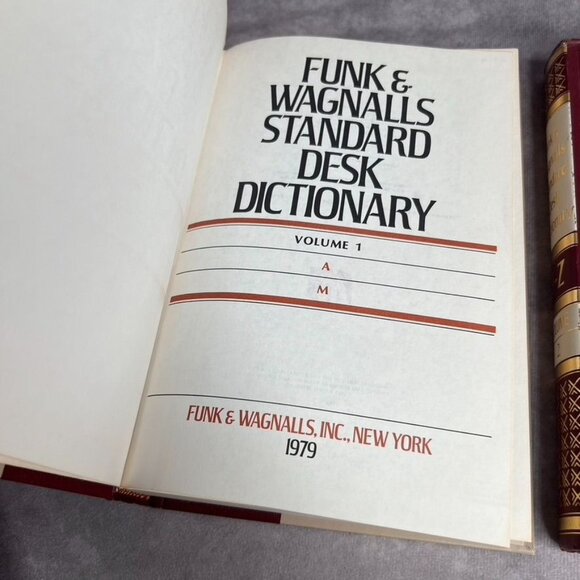 FUNK &
WAGNALLS
STANDARD
DESK
DICTIONARY
VOLUME 1
A
M
FUNK & WAGNALLS, INC., NEW YORK
1979
Z